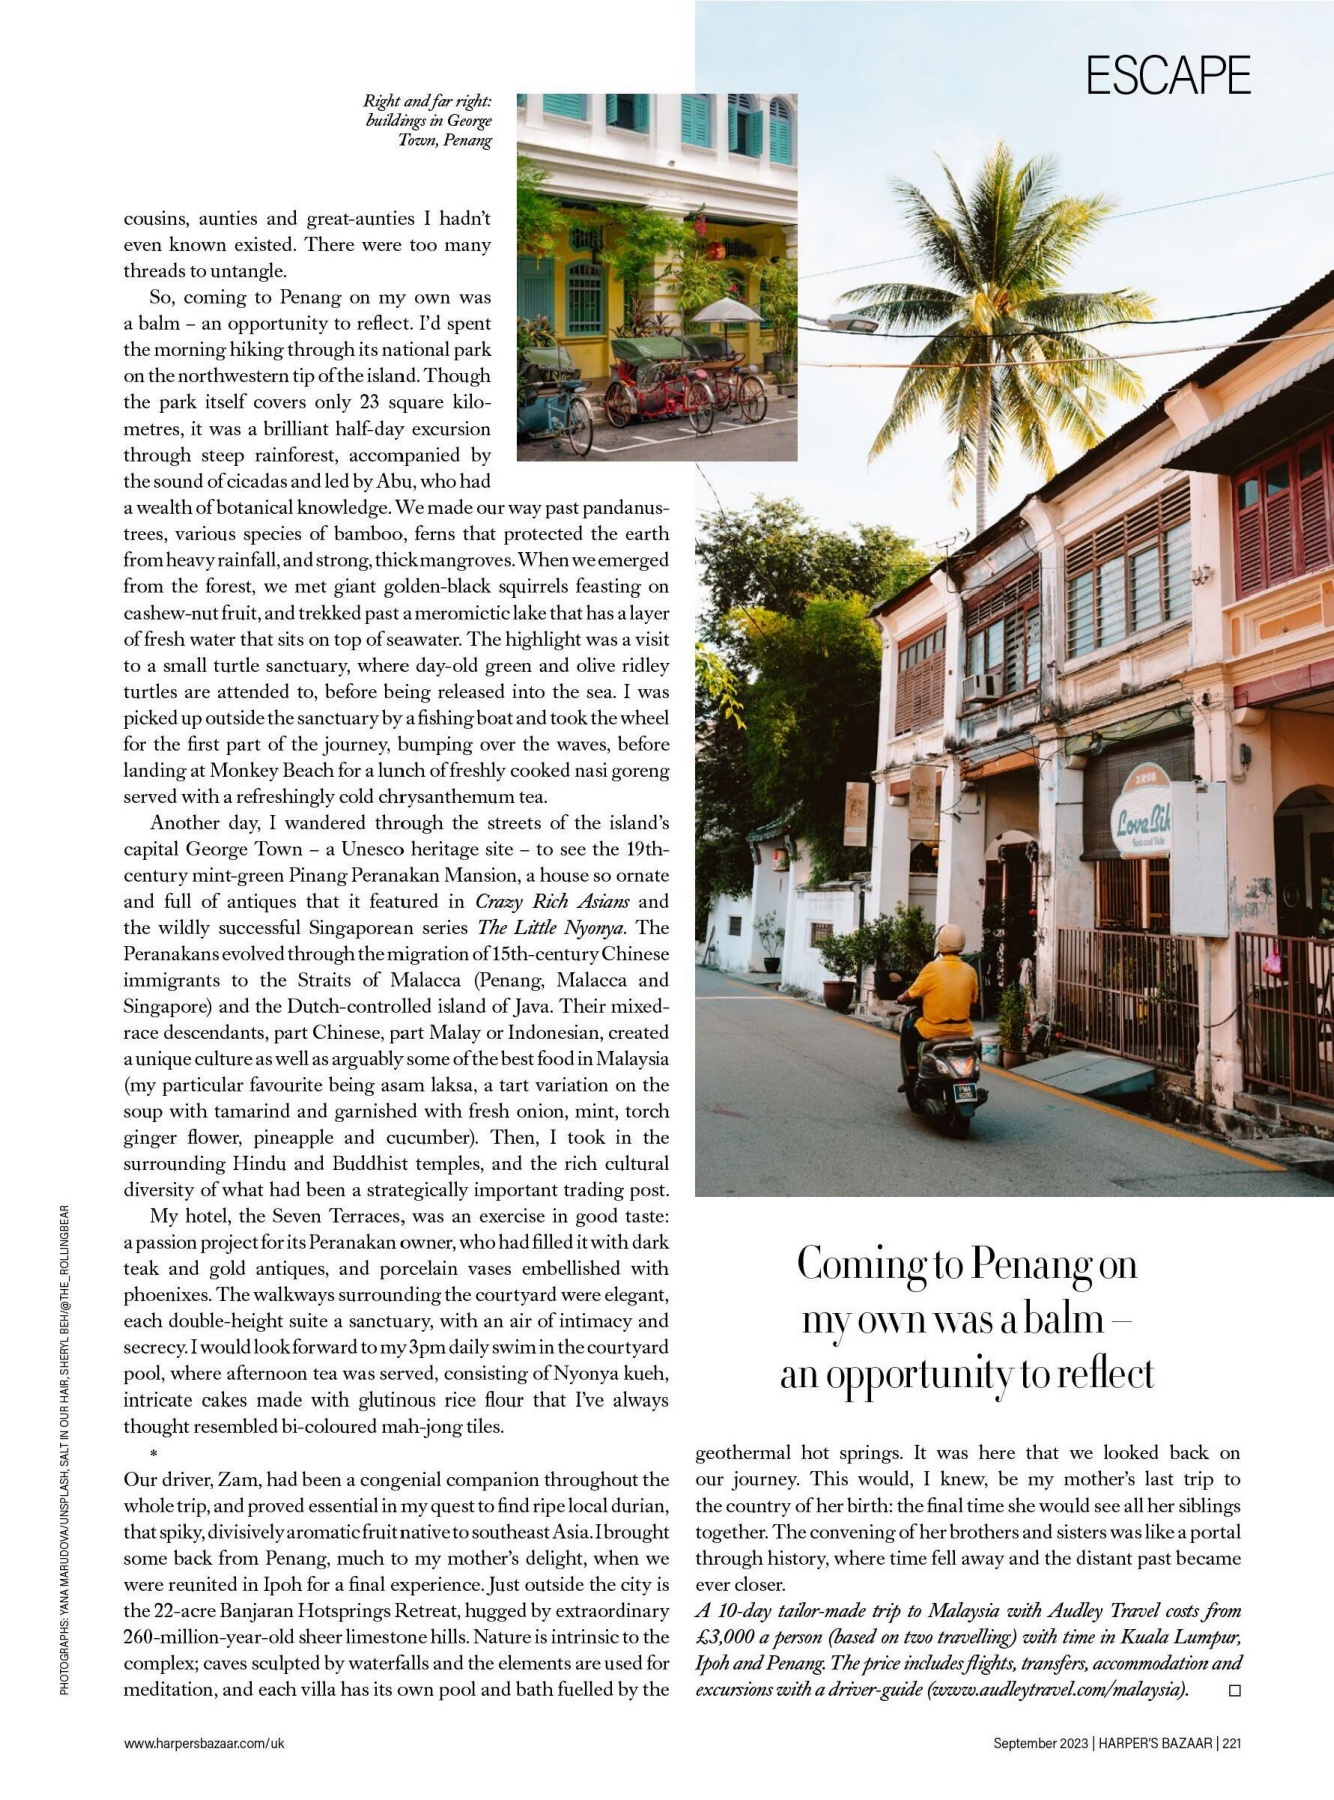 ESCAPE
Right and far right:
buildings in George
Town, Penang
cousins, aunties and great-aunties I hadn't
even known existed. There were too many
threads to untangle.
So, coming to Penang on my own was
a balm – an opportunity to reflect. I'd spent
the morning hiking through its national park
on the northwestern tip of the island. Though
the park itself covers only 23 square kilo-
metres, it was a brilliant half-day excursion
through steep rainforest, accompanied by
the sound of cicadas and led by Abu, who had
a wealth of botanical knowledge. We made our way past pandanus-
trees, various species of bamboo, ferns that protected the earth
from heavy rainfall, and strong, thick mangroves. When we emerged
from the forest, we met giant golden-black squirrels feasting on
cashew-nut fruit, and trekked past a meromictic lake that has a layer
of fresh water that sits on top of seawater. The highlight was a visit
to a small turtle sanctuary, where day-old green and olive ridley
turtles are attended to, before being released into the sea. I was
picked up outside the sanctuary by a fishing boat and took the wheel
for the first part of the journey, bumping over the waves, before
landing at Monkey Beach for a lunch of freshly cooked nasi goreng
served with a refreshingly cold chrysanthemum tea.
Another day, I wandered through the streets of the island's
capital George Town – a Unesco heritage site – to see the 19th-
century mint-green Pinang Peranakan Mansion, a house so ornate
and full of antiques that it featured in Crazy Rich Asians and
the wildly successful Singaporean series The Little Nyonya. The
Peranakans evolved through the migration of 15th-century Chinese
immigrants to the Straits of Malacca (Penang, Malacca and
Singapore) and the Dutch-controlled island of Java. Their mixed-
race descendants, part Chinese, part Malay or Indonesian, created
a unique culture as well as arguably some of the best food in Malaysia
(my particular favourite being asam laksa, a tart variation on the
soup with tamarind and garnished with fresh onion, mint, torch
ginger flower, pineapple and cucumber). Then, I took in the
surrounding Hindu and Buddhist temples, and the rich cultural
diversity of what had been a strategically important trading post.
My hotel, the Seven Terraces, was an exercise in good taste:
a passion project for its Peranakan owner, who had filled it with dark
teak and gold antiques, and porcelain vases embellished with
phoenixes. The walkways surrounding the courtyard were elegant,
each double-height suite a sanctuary, with an air of intimacy and
secrecy. I would look forward to my 3pm daily swim in the courtyard
pool, where afternoon tea was served, consisting of Nyonya kueh,
intricate cakes made with glutinous rice flour that I've always
thought resembled bi-coloured mah-jong tiles.
*
Our driver, Zam, had been a congenial companion throughout the
whole trip, and proved essential in my quest to find ripe local durian,
that spiky, divisively aromatic fruit native to southeast Asia. I brought
some back from Penang, much to my mother's delight, when we
were reunited in Ipoh for a final experience. Just outside the city is
the 22-acre Banjaran Hotsprings Retreat, hugged by extraordinary
260-million-year-old sheer limestone hills. Nature is intrinsic to the
complex; caves sculpted by waterfalls and the elements are used for
meditation, and each villa has its own pool and bath fuelled by the
Love Bik
Coming to Penang on
my own was a balm –
an opportunity to reflect
geothermal hot springs. It was here that we looked back on
our journey. This would, I knew, be my mother's last trip to
the country of her birth: the final time she would see all her siblings
together. The convening of her brothers and sisters was like a portal
through history, where time fell away and the distant past became
ever closer.
A 10-day tailor-made trip to Malaysia with Audley Travel costs from
£3,000 a person (based on two travelling) with time in Kuala Lumpur,
Ipoh and Penang. The price includes flights, transfers, accommodation and
excursions with a driver-guide (www.audleytravel.com/malaysia). □
PHOTOGRAPHS: YANA MARUDOVA/UNSPLASH, SALT IN OUR HAIR, SHERYL BEH/@THE_ROLLINGBEAR
www.harpersbazaar.com/uk
September 2023 | HARPER'S BAZAAR | 221